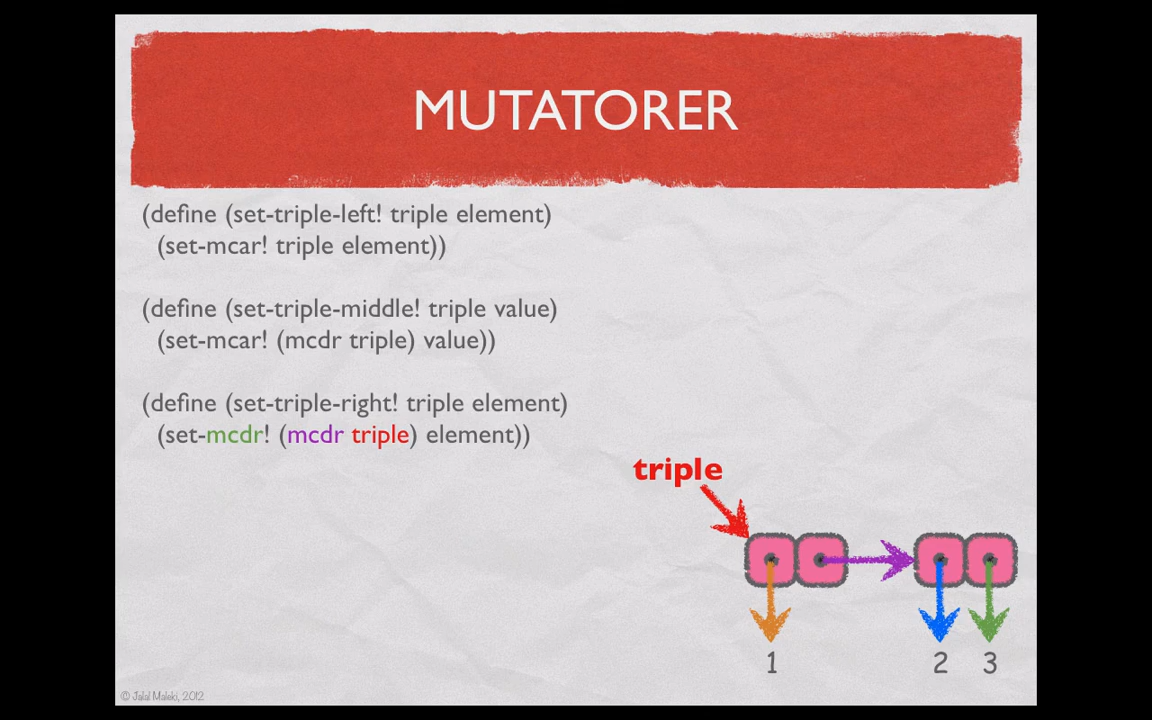 MUTATORER
(define (set-triple-left! triple element)
(set-mcar! triple element))
(define (set-triple-middle! triple value)
(set-mcar! (mcdr triple) value))
(define (set-triple-right! triple element)
(set-mcdr! (mcdr triple) element))
triple
1 2 3
© Jalal Maleki, 2012